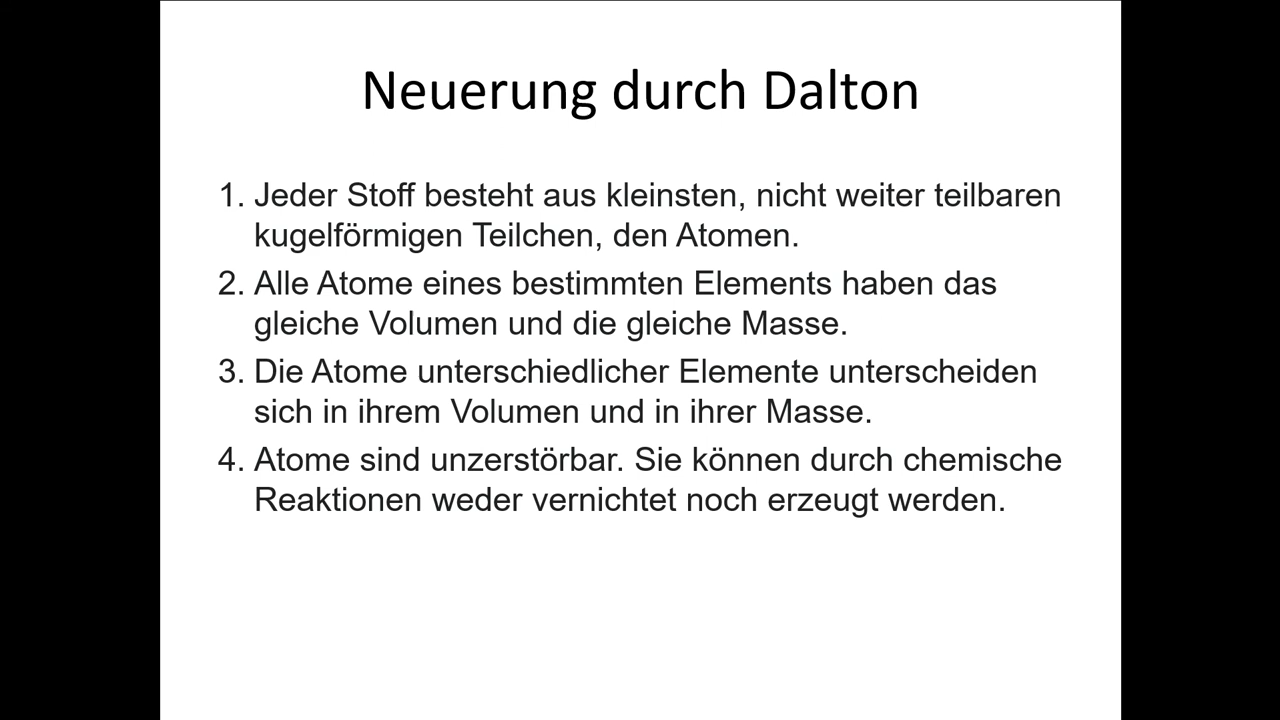 Neuerung durch Dalton
1. Jeder Stoff besteht aus kleinsten, nicht weiter teilbaren
kugelförmigen Teilchen, den Atomen.
2. Alle Atome eines bestimmten Elements haben das
gleiche Volumen und die gleiche Masse.
3. Die Atome unterschiedlicher Elemente unterscheiden
sich in ihrem Volumen und in ihrer Masse.
4. Atome sind unzerstörbar. Sie können durch chemische
Reaktionen weder vernichtet noch erzeugt werden.